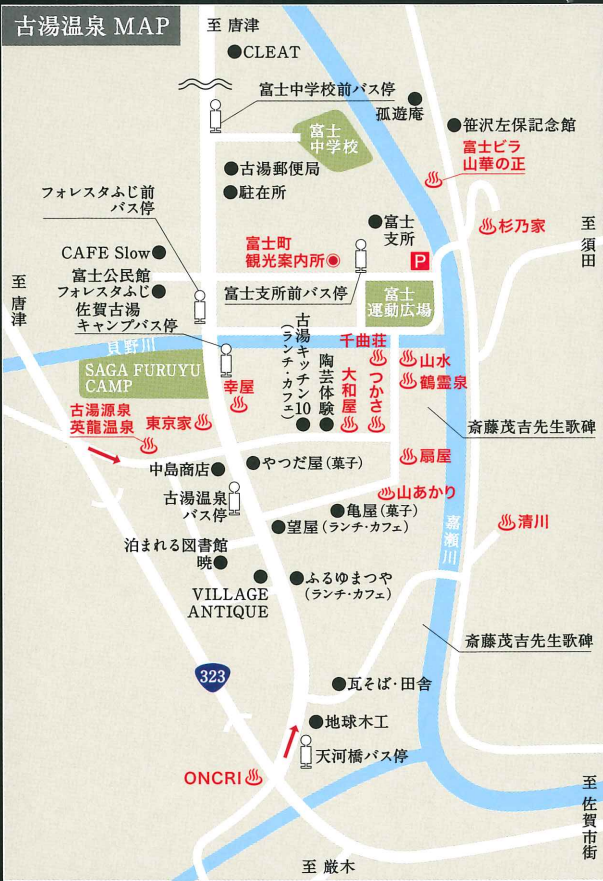 古湯温泉 MAP
至 唐津
CLEAT
富士中学校前バス停
孤遊庵
富士
中学校
笹沢左保記念館
富士ビラ
山華の正
古湯郵便局
駐在所
フォレスタふじ前
バス停
杉乃家
富士
支所
至 須田
CAFE Slow
富士町
観光案内所
P
富士公民館
フォレスタふじ
富士支所前バス停
富士
運動広場
至 唐津
佐賀古湯
キャンプバス停
貝野川
古湯キッチン10
(ランチ・カフェ)
陶芸体験
千曲荘
大和屋
つかさ
山水
鶴霊泉
SAGA FURUYU
CAMP
幸屋
古湯源泉
英龍温泉
東京家
斎藤茂吉先生歌碑
中島商店
やつだ屋(菓子)
扇屋
山あかり
古湯温泉
バス停
亀屋(菓子)
望屋(ランチ・カフェ)
嘉瀬川
清川
泊まれる図書館
暁
VILLAGE
ANTIQUE
ふるゆまつや
(ランチ・カフェ)
斎藤茂吉先生歌碑
323
瓦そば・田舎
地球木工
天河橋バス停
ONCRI
至 佐賀市街
至 厳木